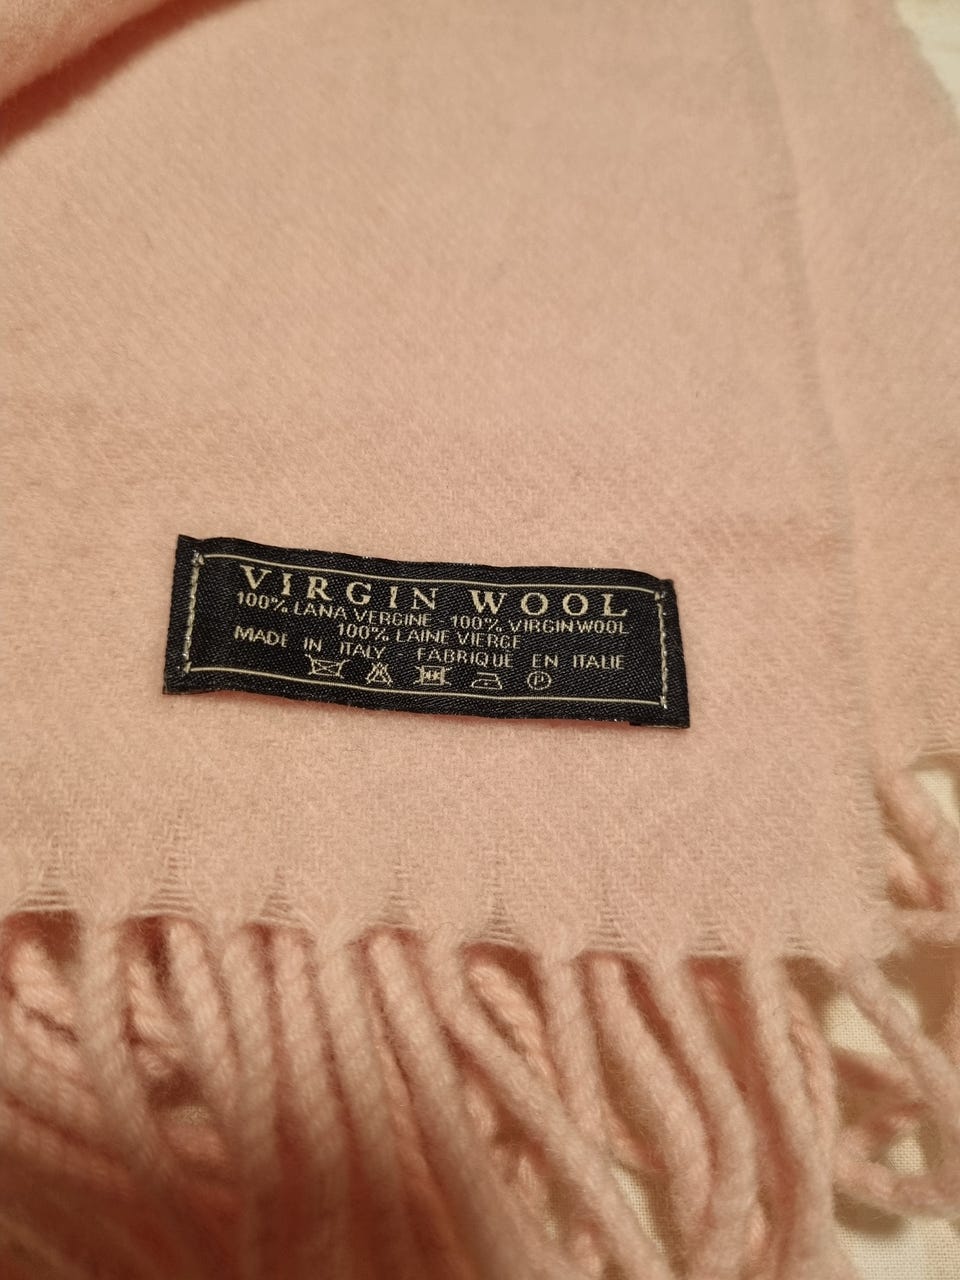 VIRGIN WOOL
100% LANA VERGINE - 100% VIRGIN WOOL
100% LAINE VIERGE
MADE IN ITALY - FABRIQUE EN ITALIE
P